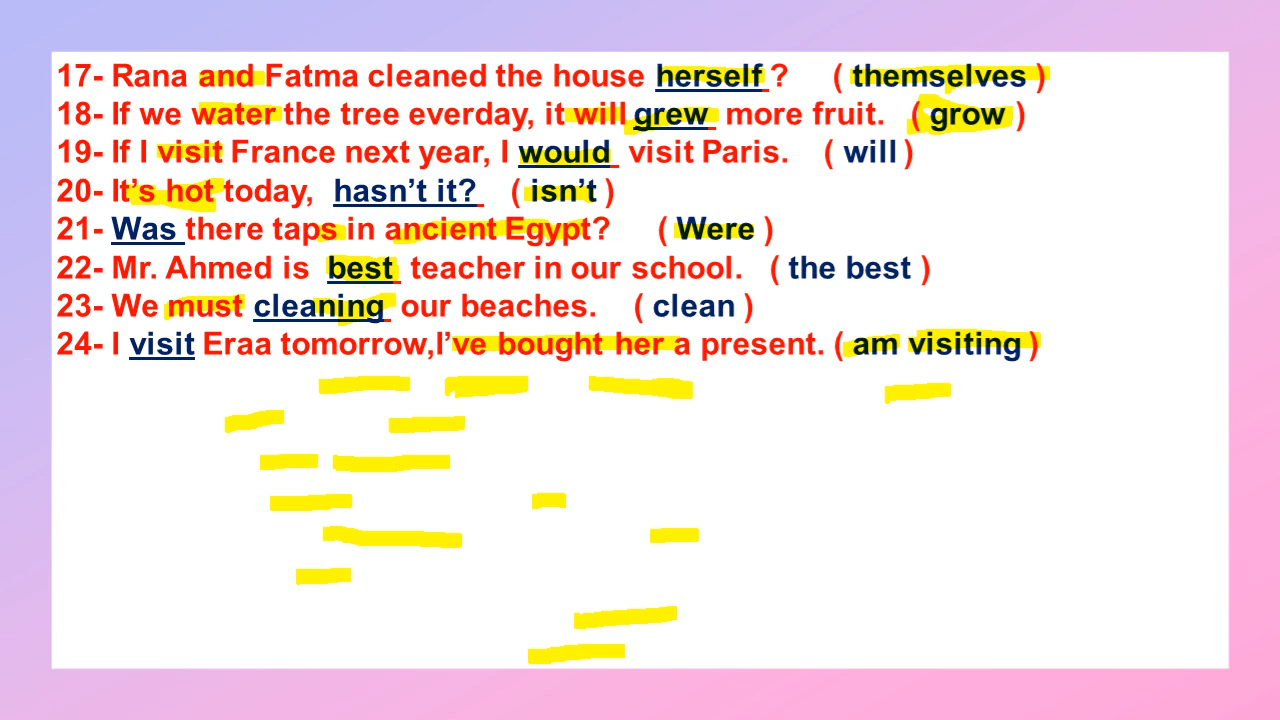 17- Rana and Fatma cleaned the house herself ? ( themselves )
18- If we water the tree everday, it will grew more fruit. ( grow )
19- If I visit France next year, I would visit Paris. ( will )
20- It's hot today, hasn't it? ( isn't )
21- Was there taps in ancient Egypt? ( Were )
22- Mr. Ahmed is best teacher in our school. ( the best )
23- We must cleaning our beaches. ( clean )
24- I visit Eraa tomorrow,I've bought her a present. ( am visiting )